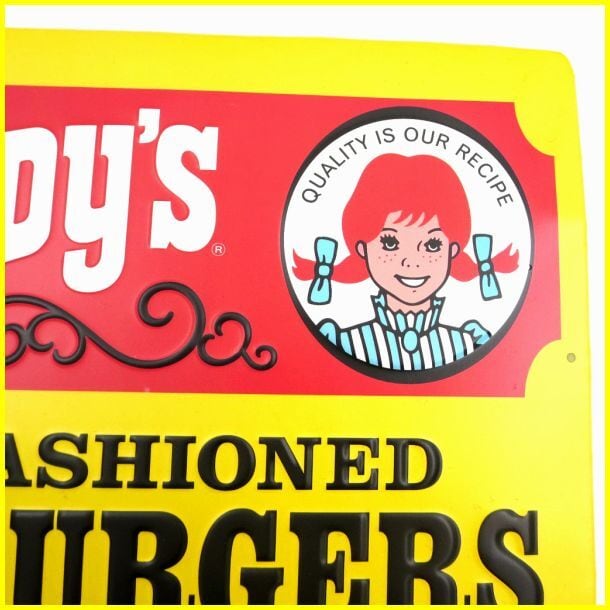 QUALITY IS OUR RECIPE
DY'S®
ASHIONED
URGERS